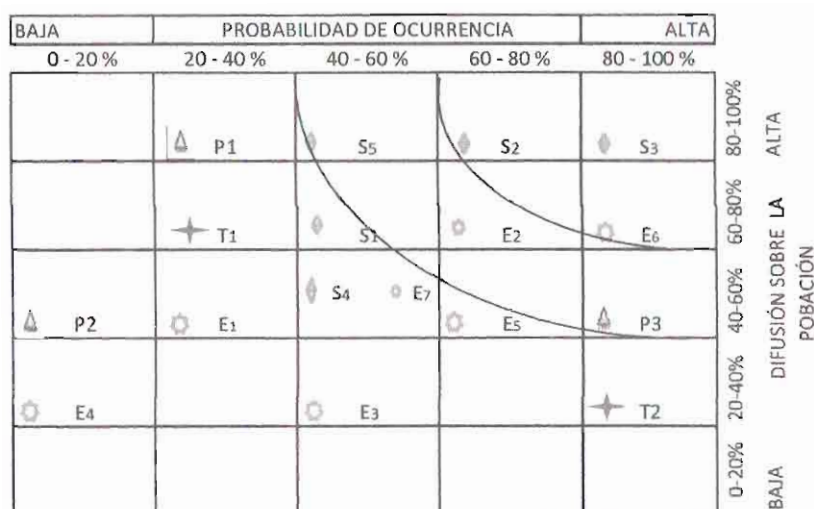 BAJA PROBABILIDAD DE OCURRENCIA ALTA
0 - 20 % 20 - 40 % 40 - 60 % 60 - 80 % 80 - 100 %
P1 S5 S2 S3
T1 S1 E2 E6
S4 E7
P2 E1 E5 P3
E4 E3 T2
80-100%
60-80%
40-60%
20-40%
0-20%
ALTA
DIFUSIÓN SOBRE LA
POBACIÓN
BAJA